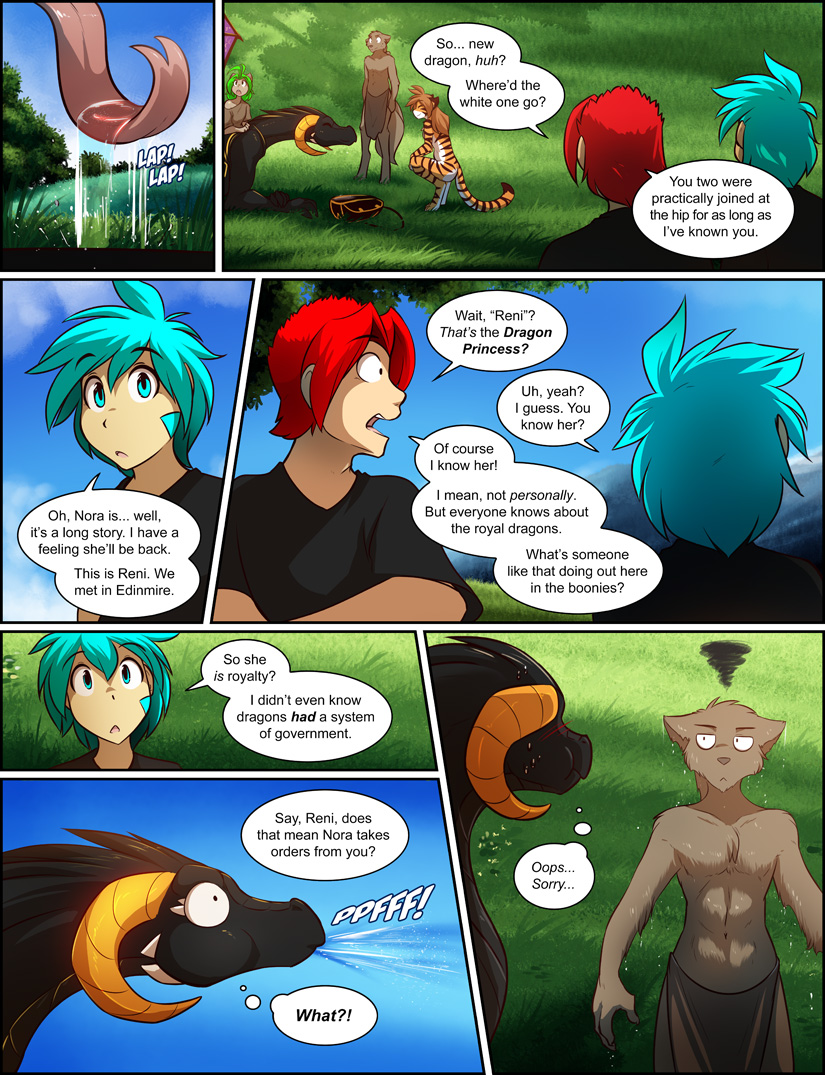 LAP!
LAP!
So... new
dragon, huh?
Where'd the
white one go?
You two were
practically joined at
the hip for as long as
I've known you.
Oh, Nora is... well,
it's a long story. I have a
feeling she'll be back.
This is Reni. We
met in Edinmire.
Wait, “Reni”?
That's the Dragon
Princess?
Uh, yeah?
I guess. You
know her?
Of course
I know her!
I mean, not personally.
But everyone knows about
the royal dragons.
What's someone
like that doing out here
in the boonies?
So she
is royalty?
I didn't even know
dragons had a system
of government.
Say, Reni, does
that mean Nora takes
orders from you?
PPFFF!
What?!
Oops...
Sorry...